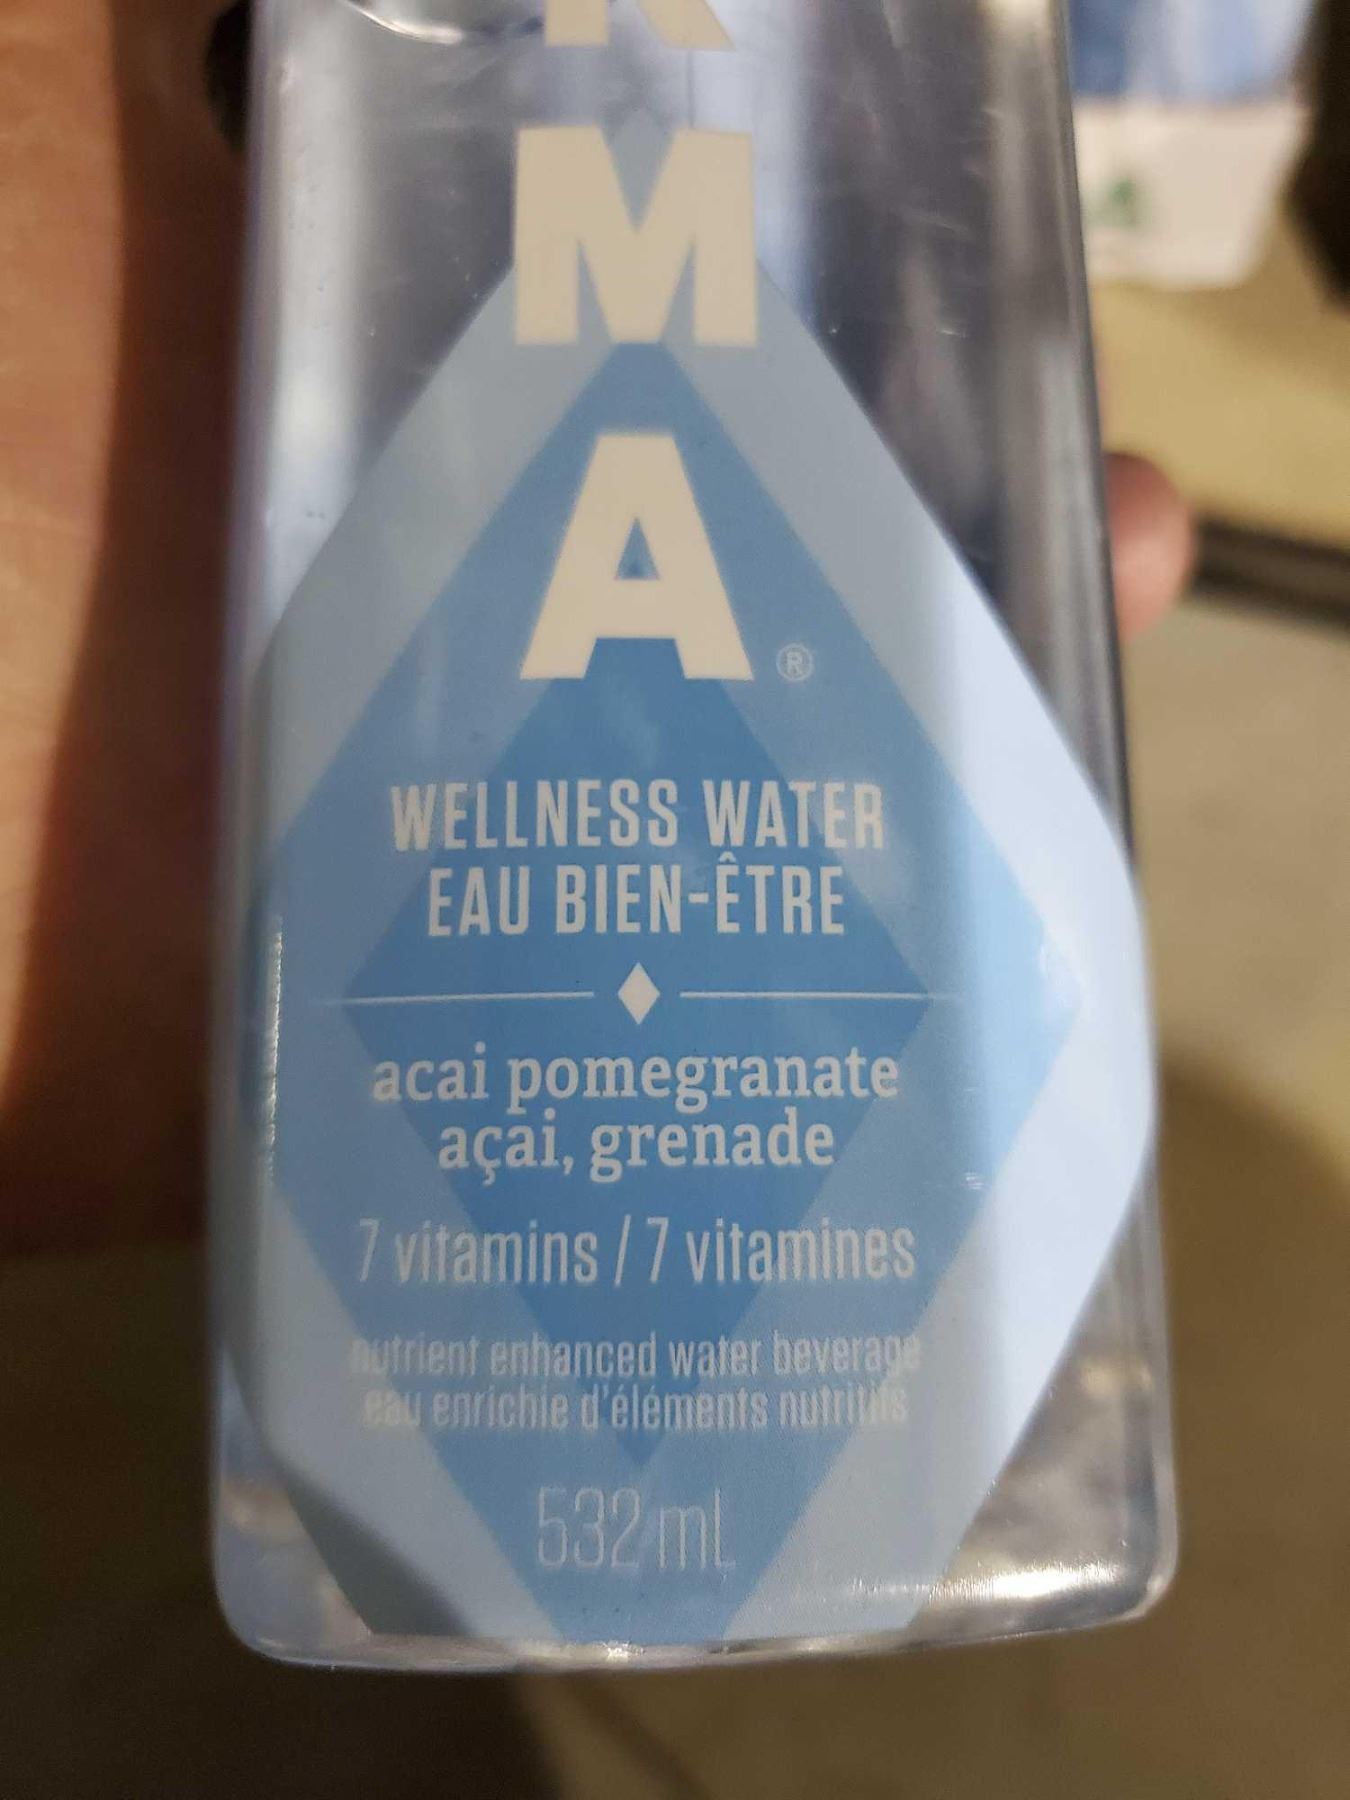 M
A
®
WELLNESS WATER
EAU BIEN-ÊTRE
acai pomegranate
açai, grenade
7 vitamins / 7 vitamines
nutrient enhanced water beverage
eau enrichie d'éléments nutritifs
532 mL